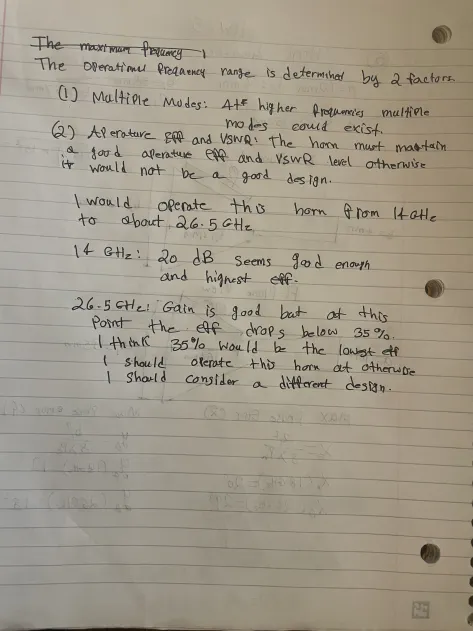 The maximum frequency
The operational frequency range is determined by 2 factors.
(1) Multiple Modes: At higher frequencies multiple
modes could exist.
(2) Aperature eff and VSWR: The horn must maintain
a good aperature eff and VSWR level otherwise
it would not be a good design.
I would operate this horn from 14 GHz
to about 26.5 GHz
14 GHz: 20 dB seems good enough
and highest eff.
26.5 GHz: Gain is good but at this
point the eff drops below 35%.
I think 35% would be the lowest eff
I should operate this horn at otherwise
I should consider a different design.